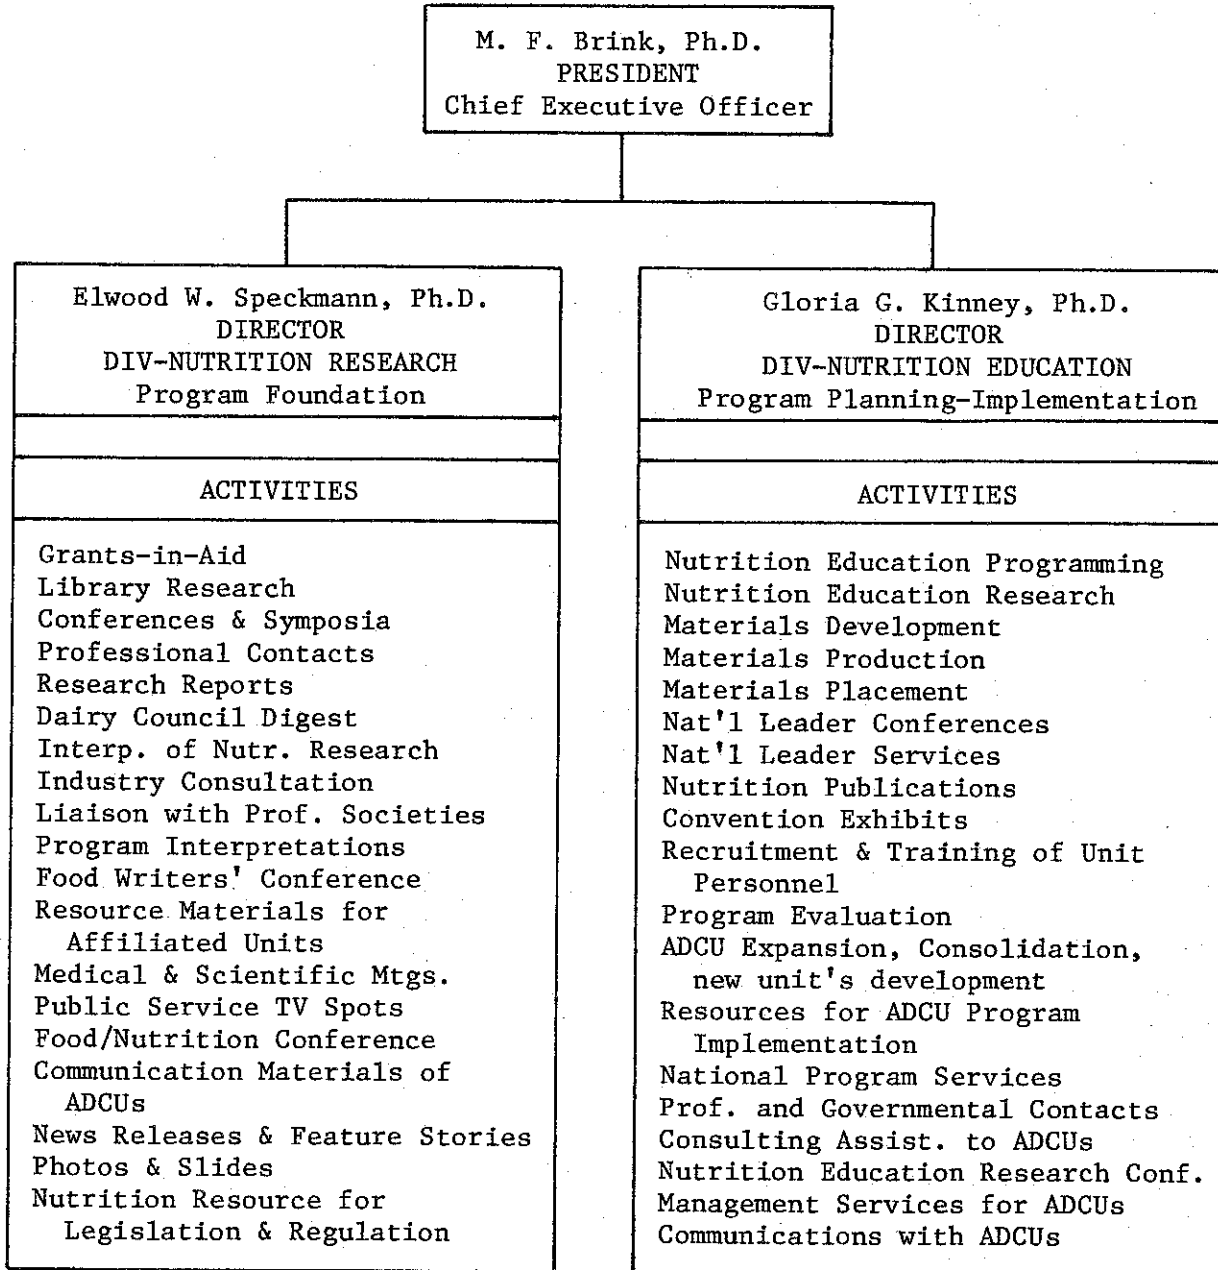 M. F. Brink, Ph.D.
PRESIDENT
Chief Executive Officer
Elwood W. Speckmann, Ph.D.
DIRECTOR
DIV-NUTRITION RESEARCH
Program Foundation
ACTIVITIES
Grants-in-Aid
Library Research
Conferences & Symposia
Professional Contacts
Research Reports
Dairy Council Digest
Interp. of Nutr. Research
Industry Consultation
Liaison with Prof. Societies
Program Interpretations
Food Writers' Conference
Resource Materials for
Affiliated Units
Medical & Scientific Mtgs.
Public Service TV Spots
Food/Nutrition Conference
Communication Materials of
ADCUs
News Releases & Feature Stories
Photos & Slides
Nutrition Resource for
Legislation & Regulation
Gloria G. Kinney, Ph.D.
DIRECTOR
DIV-NUTRITION EDUCATION
Program Planning-Implementation
ACTIVITIES
Nutrition Education Programming
Nutrition Education Research
Materials Development
Materials Production
Materials Placement
Nat'l Leader Conferences
Nat'l Leader Services
Nutrition Publications
Convention Exhibits
Recruitment & Training of Unit
Personnel
Program Evaluation
ADCU Expansion, Consolidation,
new unit's development
Resources for ADCU Program
Implementation
National Program Services
Prof. and Governmental Contacts
Consulting Assist. to ADCUs
Nutrition Education Research Conf.
Management Services for ADCUs
Communications with ADCUs